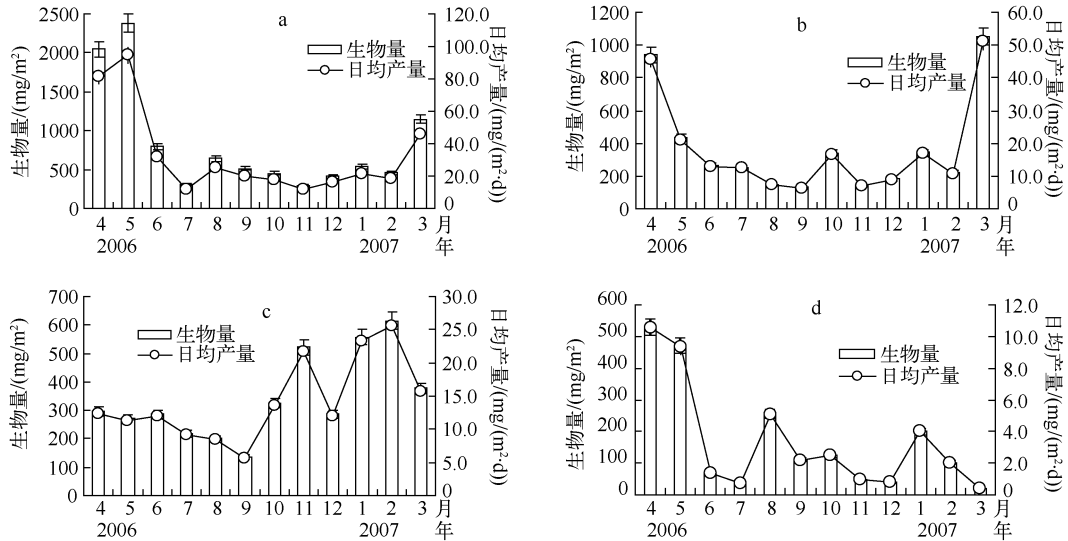 a
2500
2000
1500
1000
500
0
生物量/(mg/m²)
120.0
100.0
80.0
60.0
40.0
20.0
0
日均产量/(mg/(m²·d))
生物量
日均产量
4 5 6 7 8 9 10 11 12 1 2 3 月
2006 2007 年
b
1200
1000
800
600
400
200
0
生物量/(mg/m²)
60.0
50.0
40.0
30.0
20.0
10.0
0
日均产量/(mg/(m²·d))
生物量
日均产量
4 5 6 7 8 9 10 11 12 1 2 3 月
2006 2007 年
c
700
600
500
400
300
200
100
0
生物量/(mg/m²)
30.0
25.0
20.0
15.0
10.0
5.0
0
日均产量/(mg/(m²·d))
生物量
日均产量
4 5 6 7 8 9 10 11 12 1 2 3 月
2006 2007 年
d
600
500
400
300
200
100
0
生物量/(mg/m²)
12.0
10.0
8.0
6.0
4.0
2.0
0
日均产量/(mg/(m²·d))
生物量
日均产量
4 5 6 7 8 9 10 11 12 1 2 3 月
2006 2007 年